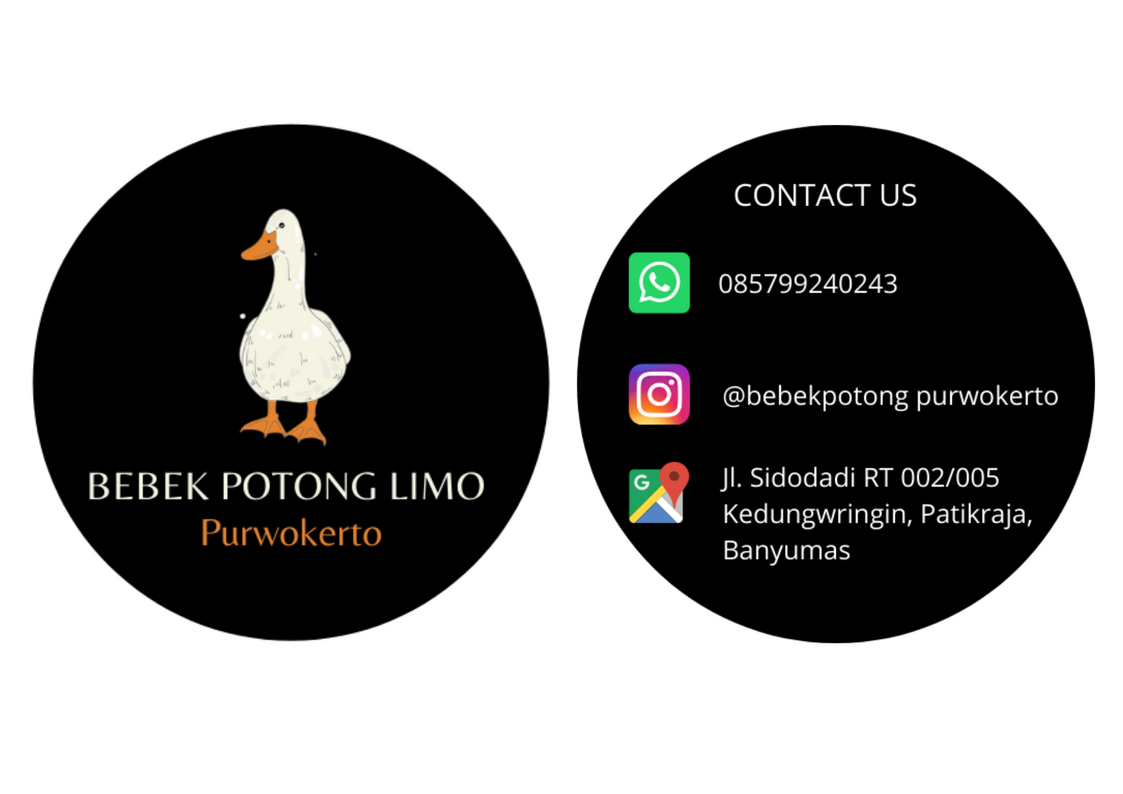 BEBEK POTONG LIMO
Purwokerto
CONTACT US
085799240243
@bebekpotong purwokerto
G
Jl. Sidodadi RT 002/005
Kedungwringin, Patikraja,
Banyumas